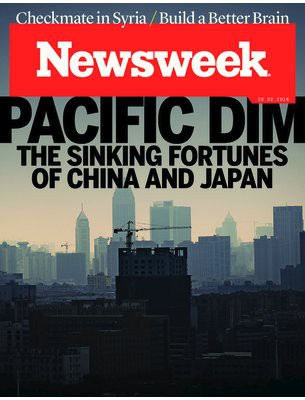 Checkmate in Syria / Build a Better Brain
Newsweek
PACIFIC DIM
THE SINKING FORTUNES
OF CHINA AND JAPAN